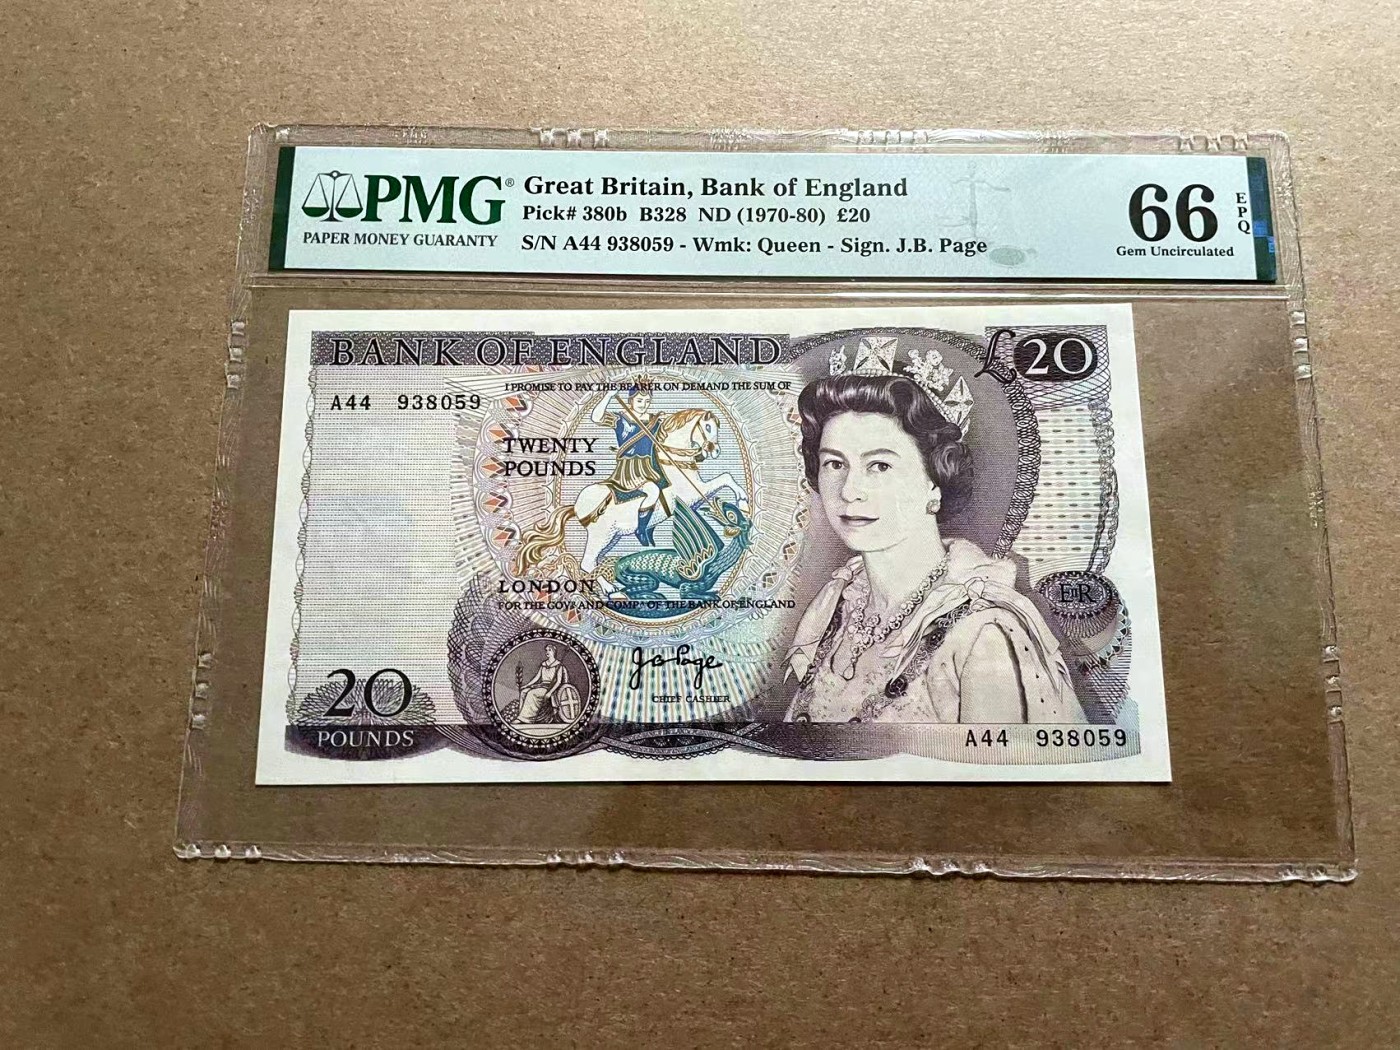 PMG®
PAPER MONEY GUARANTY
Great Britain, Bank of England
Pick# 380b B328 ND (1970-80) £20
S/N A44 938059 - Wmk: Queen - Sign. J.B. Page
66
EPQ
Gem Uncirculated
BANK OF ENGLAND
£20
I PROMISE TO PAY THE BEARER ON DEMAND THE SUM OF
A44 938059
TWENTY
POUNDS
LONDON
FOR THE GOVR AND COMPA OF THE BANK OF ENGLAND
EIIR
J B Page
CHIEF CASHIER
20
POUNDS
A44 938059